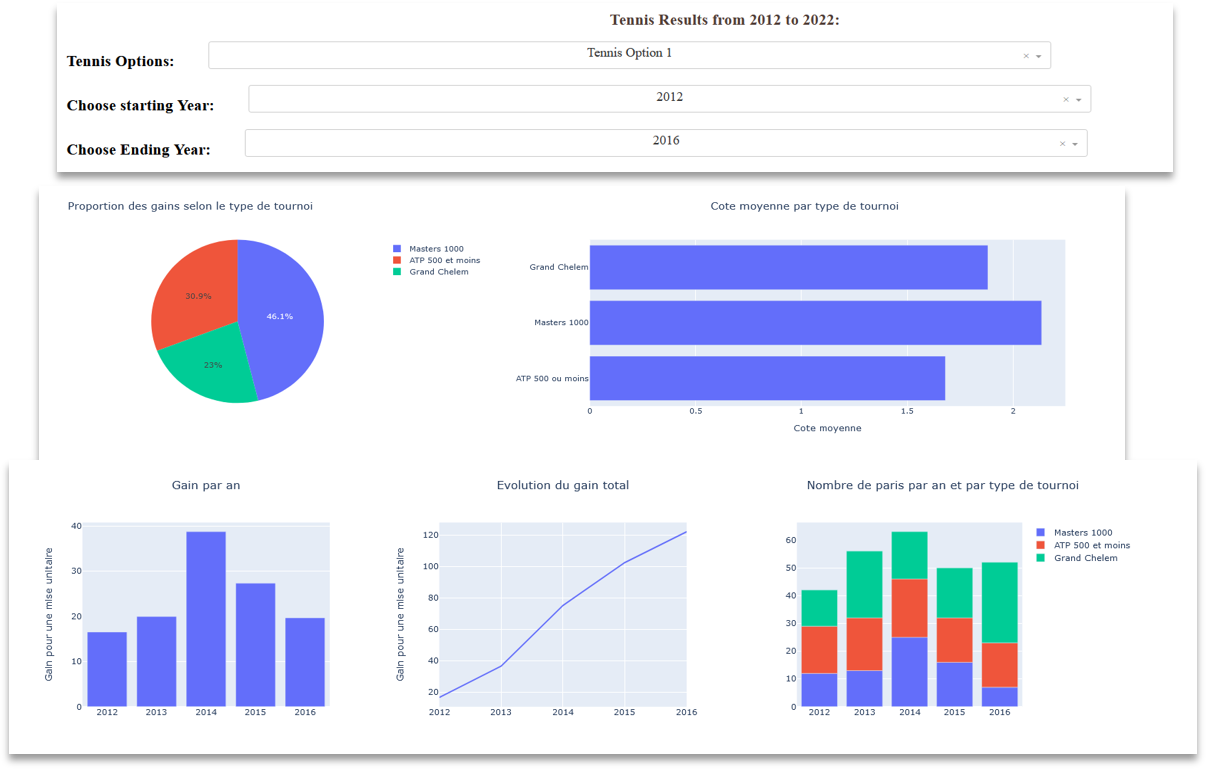 Tennis Results from 2012 to 2022:
Tennis Options:
Tennis Option 1
× 
Choose starting Year:
2012
×
Choose Ending Year:
2016
×
Proportion des gains selon le type de tournoi
30.9%
46.1%
23%
Masters 1000
ATP 500 et moins
Grand Chelem
Cote moyenne par type de tournoi
Grand Chelem
Masters 1000
ATP 500 ou moins
0 0.5 1 1.5 2
Cote moyenne
Gain par an
Gain pour une mise unitaire
40
30
20
10
0
2012 2013 2014 2015 2016
Evolution du gain total
Gain pour une mise unitaire
120
100
80
60
40
20
2012 2013 2014 2015 2016
Nombre de paris par an et par type de tournoi
60
50
40
30
20
10
0
2012 2013 2014 2015 2016
Masters 1000
ATP 500 et moins
Grand Chelem